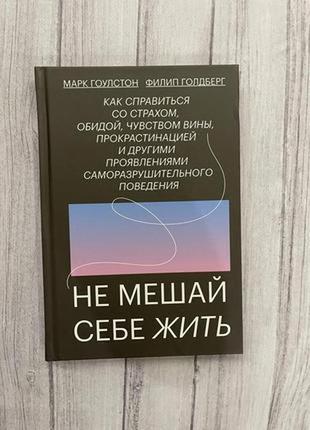 МАРК ГОУЛСТОН ФИЛИП ГОЛДБЕРГ
КАК СПРАВИТЬСЯ
СО СТРАХОМ,
ОБИДОЙ, ЧУВСТВОМ ВИНЫ,
ПРОКРАСТИНАЦИЕЙ
И ДРУГИМИ
ПРОЯВЛЕНИЯМИ
САМОРАЗРУШИТЕЛЬНОГО
ПОВЕДЕНИЯ
НЕ МЕШАЙ
СЕБЕ ЖИТЬ